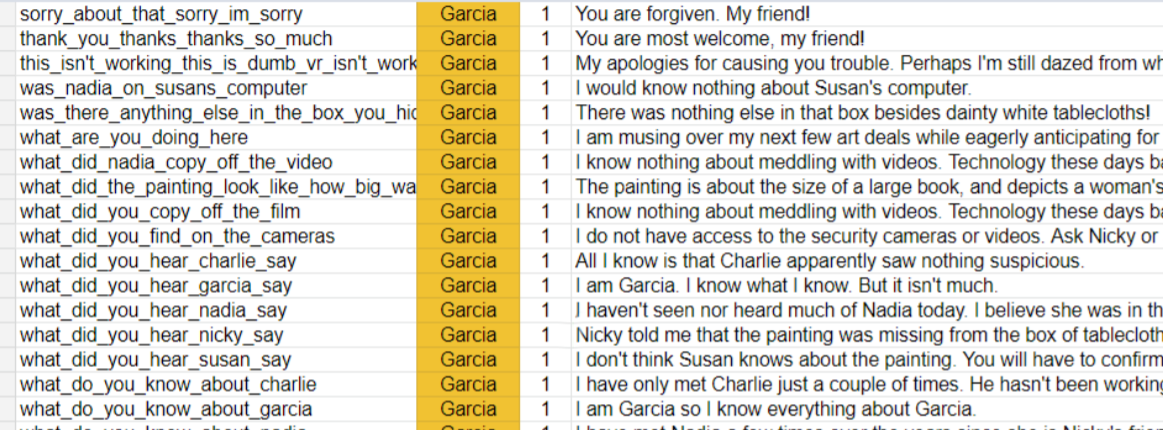 sorry_about_that_sorry_im_sorry Garcia 1 You are forgiven. My friend!
thank_you_thanks_thanks_so_much Garcia 1 You are most welcome, my friend!
this_isn't_working_this_is_dumb_vr_isn't_work Garcia 1 My apologies for causing you trouble. Perhaps I'm still dazed from wh
was_nadia_on_susans_computer Garcia 1 I would know nothing about Susan's computer.
was_there_anything_else_in_the_box_you_hid Garcia 1 There was nothing else in that box besides dainty white tablecloths!
what_are_you_doing_here Garcia 1 I am musing over my next few art deals while eagerly anticipating for
what_did_nadia_copy_off_the_video Garcia 1 I know nothing about meddling with videos. Technology these days ba
what_did_the_painting_look_like_how_big_wa Garcia 1 The painting is about the size of a large book, and depicts a woman's
what_did_you_copy_off_the_film Garcia 1 I know nothing about meddling with videos. Technology these days ba
what_did_you_find_on_the_cameras Garcia 1 I do not have access to the security cameras or videos. Ask Nicky or
what_did_you_hear_charlie_say Garcia 1 All I know is that Charlie apparently saw nothing suspicious.
what_did_you_hear_garcia_say Garcia 1 I am Garcia. I know what I know. But it isn't much.
what_did_you_hear_nadia_say Garcia 1 I haven't seen nor heard much of Nadia today. I believe she was in th
what_did_you_hear_nicky_say Garcia 1 Nicky told me that the painting was missing from the box of tablecloth
what_did_you_hear_susan_say Garcia 1 I don't think Susan knows about the painting. You will have to confirm
what_do_you_know_about_charlie Garcia 1 I have only met Charlie just a couple of times. He hasn't been working
what_do_you_know_about_garcia Garcia 1 I am Garcia so I know everything about Garcia.